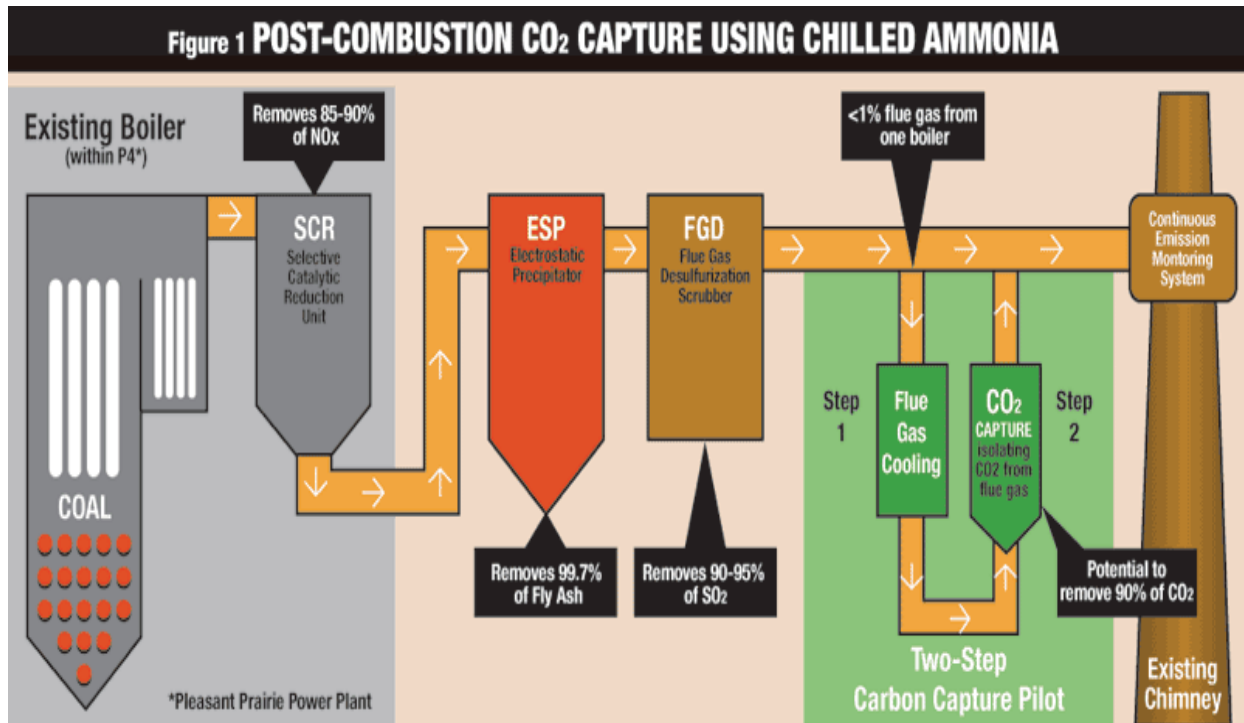 Figure 1 POST-COMBUSTION CO₂ CAPTURE USING CHILLED AMMONIA
Existing Boiler
(within P4*)
Removes 85-90%
of NOx
SCR
Selective
Catalytic
Reduction
Unit
COAL
*Pleasant Prairie Power Plant
ESP
Electrostatic
Precipitator
Removes 99.7%
of Fly Ash
FGD
Flue Gas
Desulfurization
Scrubber
Removes 90-95%
of SO₂
<1% flue gas from
one boiler
Step
1
Flue
Gas
Cooling
CO₂
CAPTURE
isolating
CO2 from
flue gas
Step
2
Potential to
remove 90% of CO₂
Two-Step
Carbon Capture Pilot
Continuous
Emission
Montoring
System
Existing
Chimney